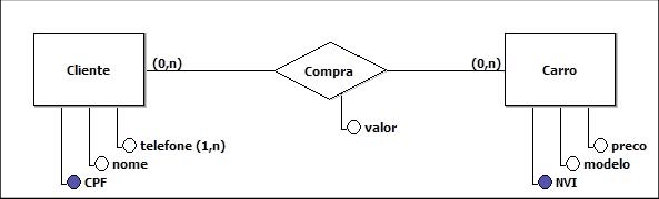 Cliente
(0,n)
Compra
(0,n)
Carro
valor
telefone (1,n)
nome
CPF
preco
modelo
NVI